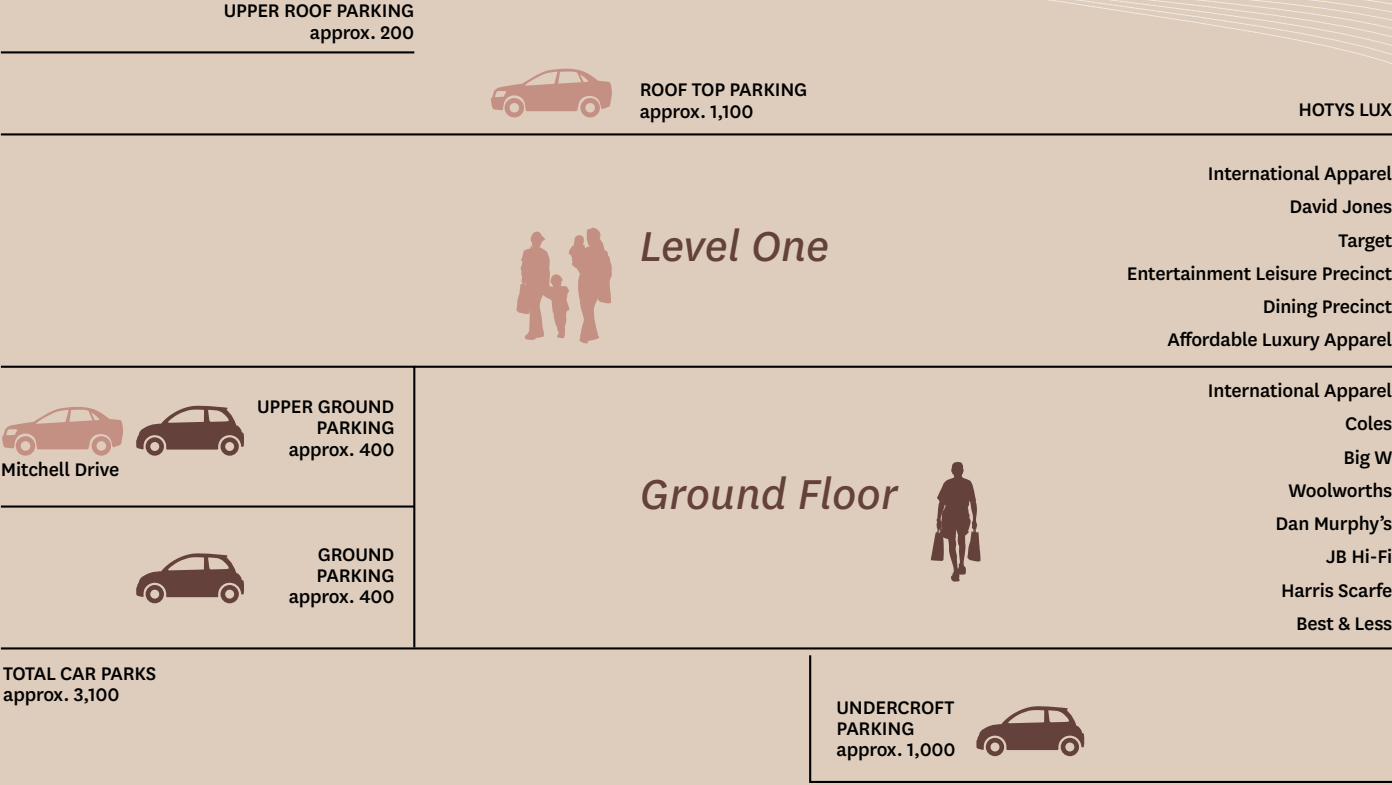 UPPER ROOF PARKING
approx. 200
ROOF TOP PARKING
approx. 1,100
HOTYS LUX
Level One
International Apparel
David Jones
Target
Entertainment Leisure Precinct
Dining Precinct
Affordable Luxury Apparel
UPPER GROUND
PARKING
approx. 400
Mitchell Drive
GROUND
PARKING
approx. 400
Ground Floor
International Apparel
Coles
Big W
Woolworths
Dan Murphy’s
JB Hi-Fi
Harris Scarfe
Best & Less
TOTAL CAR PARKS
approx. 3,100
UNDERCROFT
PARKING
approx. 1,000